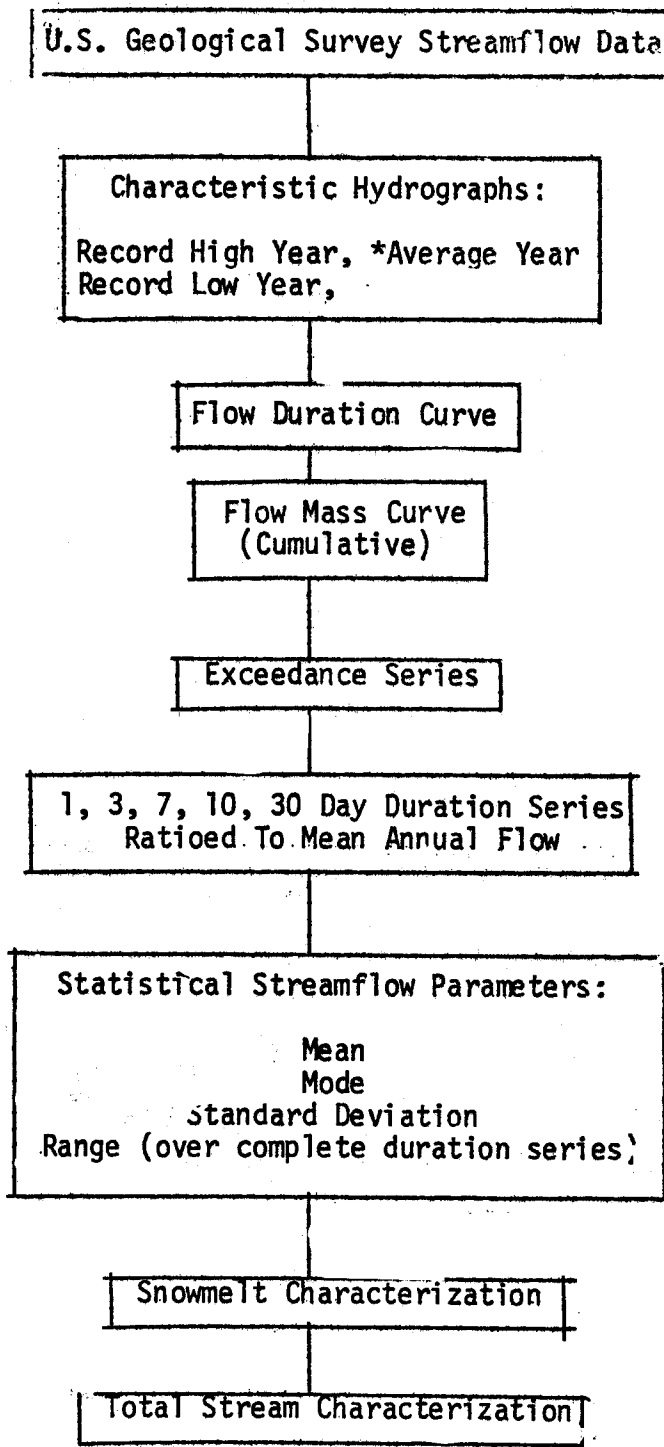 U.S. Geological Survey Streamflow Data
Characteristic Hydrographs:
Record High Year, *Average Year
Record Low Year,
Flow Duration Curve
Flow Mass Curve
(Cumulative)
Exceedance Series
1, 3, 7, 10, 30 Day Duration Series
Ratioed To Mean Annual Flow
Statistical Streamflow Parameters:
Mean
Mode
Standard Deviation
Range (over complete duration series)
Snowmelt Characterization
Total Stream Characterization